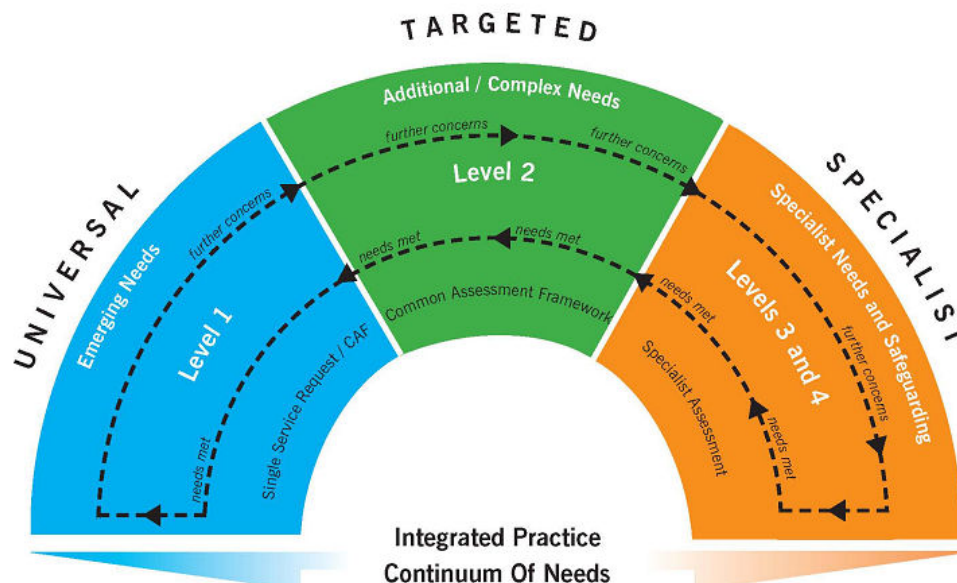 TARGETED
UNIVERSAL
SPECIALIST
Additional / Complex Needs
further concerns
further concerns
Level 2
needs met
needs met
Common Assessment Framework
Emerging Needs
further concerns
Level 1
needs met
Single Service Request / CAF
Specialist Needs and Safeguarding
Levels 3 and 4
further concerns
needs met
needs met
Specialist Assessment
Integrated Practice
Continuum Of Needs